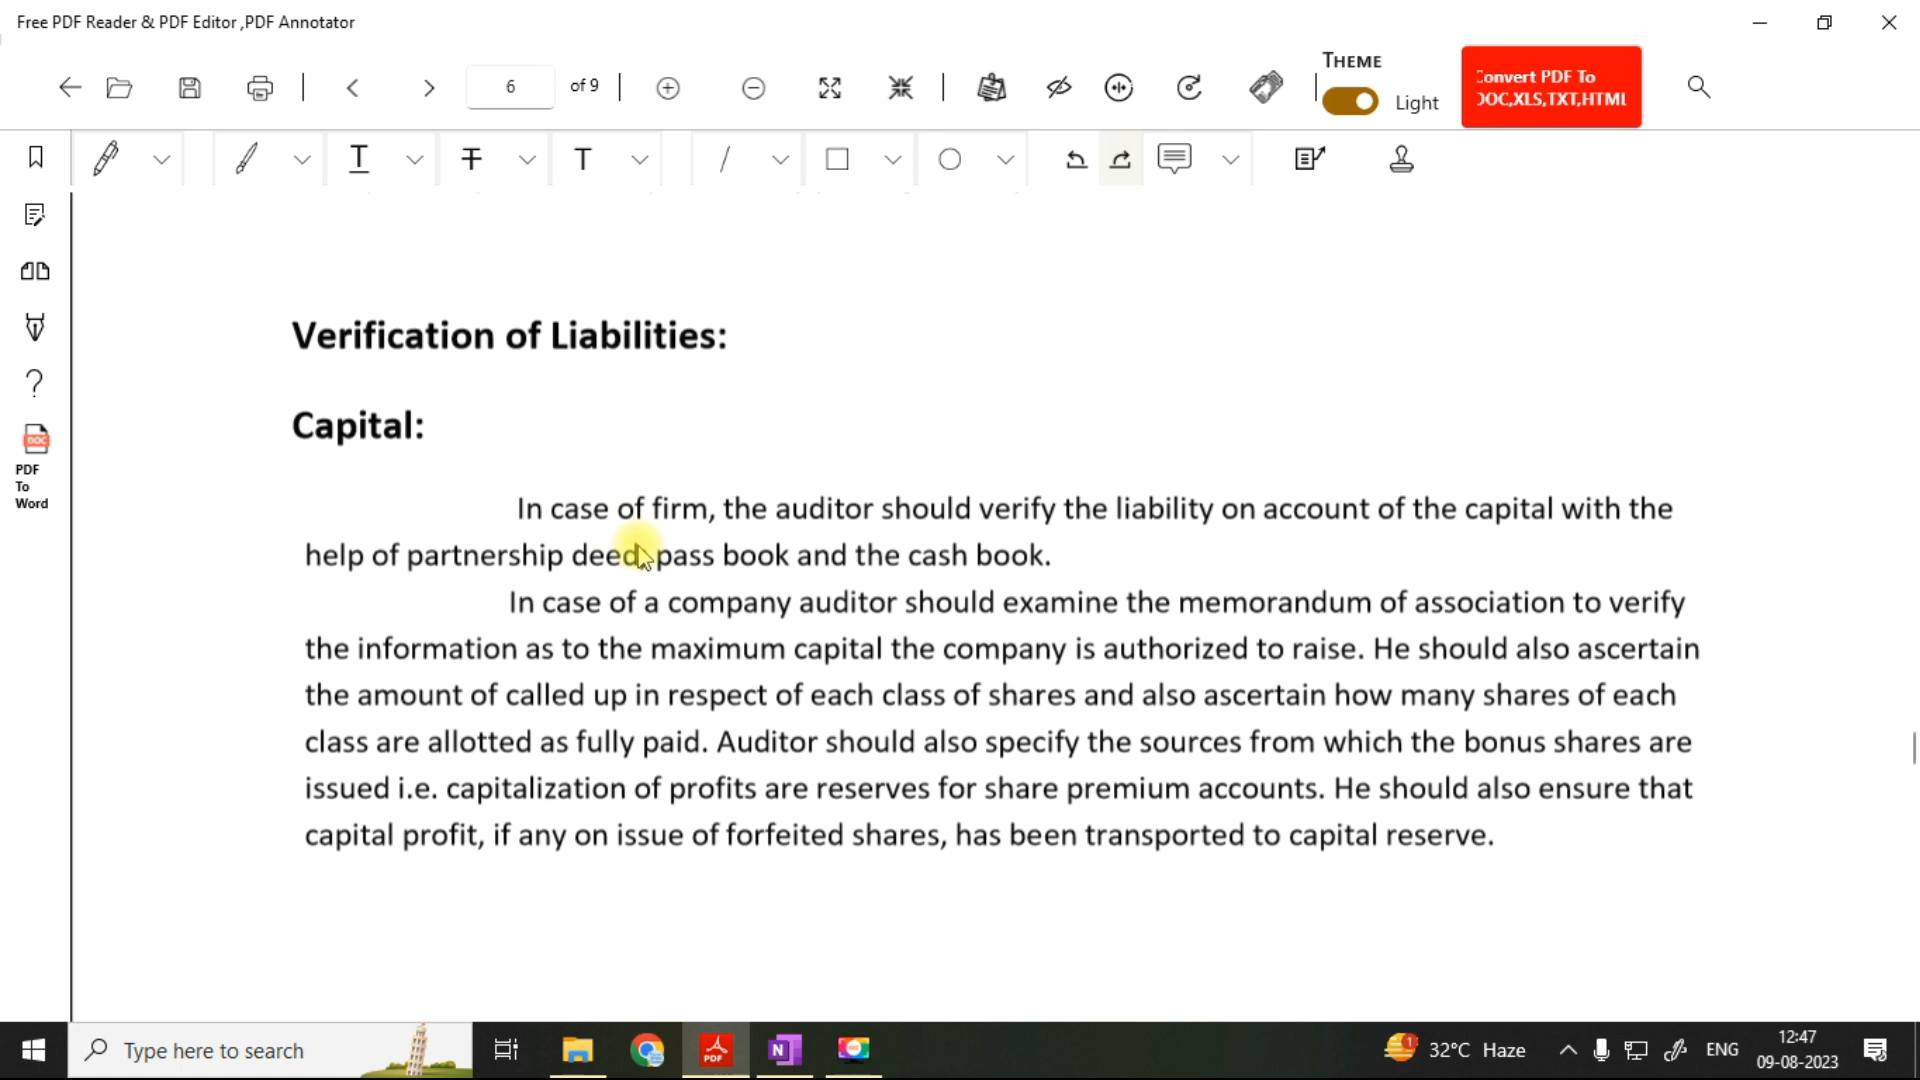 Free PDF Reader & PDF Editor ,PDF Annotator
6 of 9
THEME
Light
Convert PDF To
DOC,XLS,TXT,HTML
T T T
PDF
To
Word
Verification of Liabilities:
Capital:
In case of firm, the auditor should verify the liability on account of the capital with the
help of partnership deed, pass book and the cash book.
In case of a company auditor should examine the memorandum of association to verify
the information as to the maximum capital the company is authorized to raise. He should also ascertain
the amount of called up in respect of each class of shares and also ascertain how many shares of each
class are allotted as fully paid. Auditor should also specify the sources from which the bonus shares are
issued i.e. capitalization of profits are reserves for share premium accounts. He should also ensure that
capital profit, if any on issue of forfeited shares, has been transported to capital reserve.
Type here to search
32°C Haze
ENG
12:47
09-08-2023